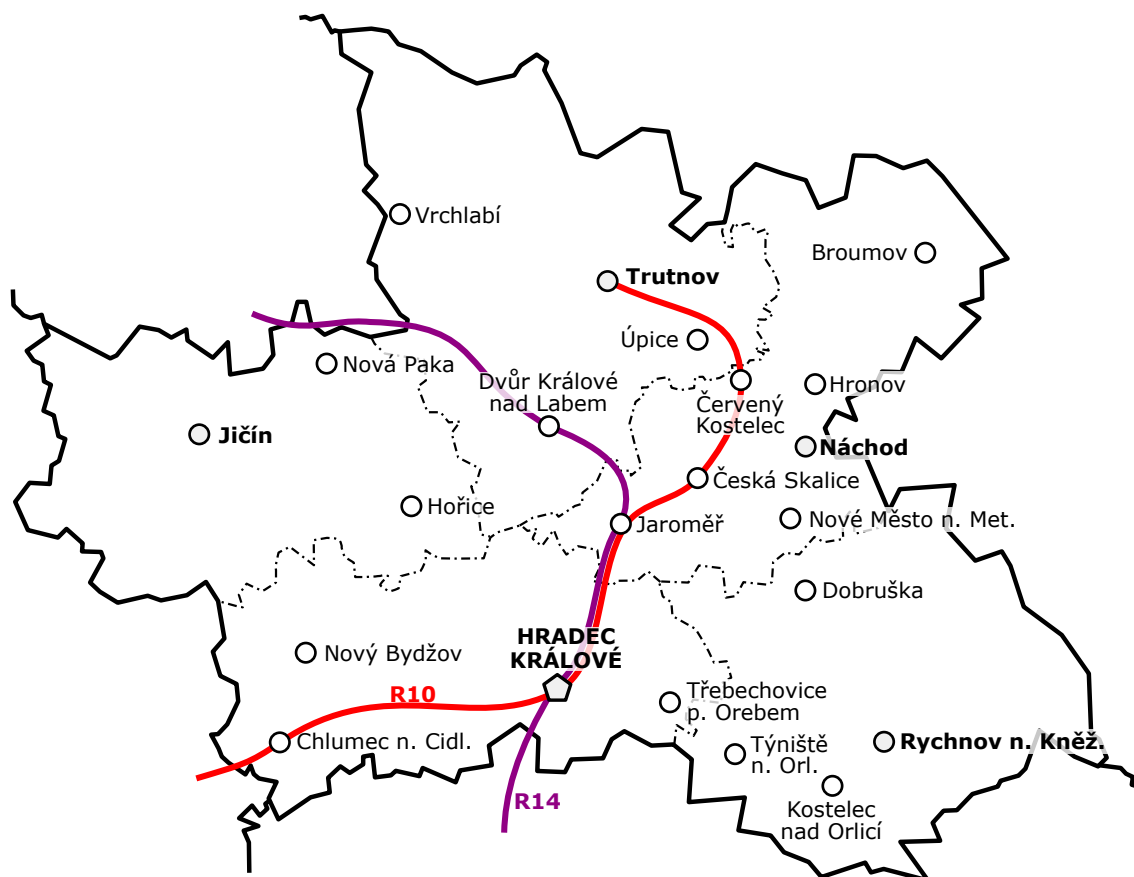 Vrchlabí
Broumov
Trutnov
Úpice
Nová Paka
Dvůr Králové
nad Labem
Hronov
Červený
Kostelec
Jičín
Náchod
Česká Skalice
Hořice
Jaroměř
Nové Město n. Met.
Dobruška
HRADEC
KRÁLOVÉ
Nový Bydžov
R10
Třebechovice
p. Orebem
Chlumec n. Cidl.
Týniště
n. Orl.
Rychnov n. Kněž.
R14
Kostelec
nad Orlicí